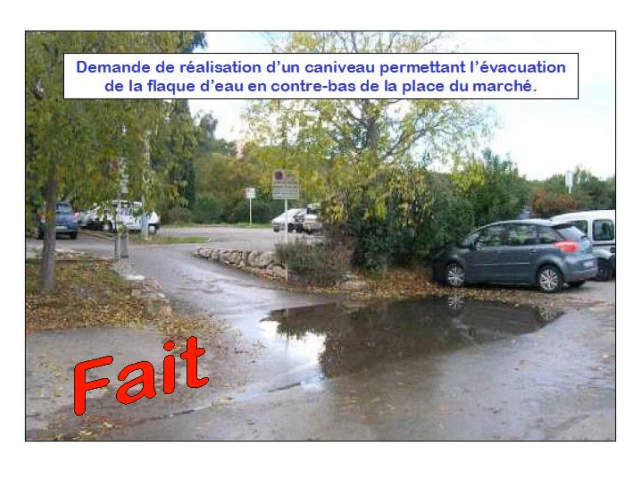 Demande de réalisation d'un caniveau permettant l'évacuation
de la flaque d'eau en contre-bas de la place du marché.
Fait